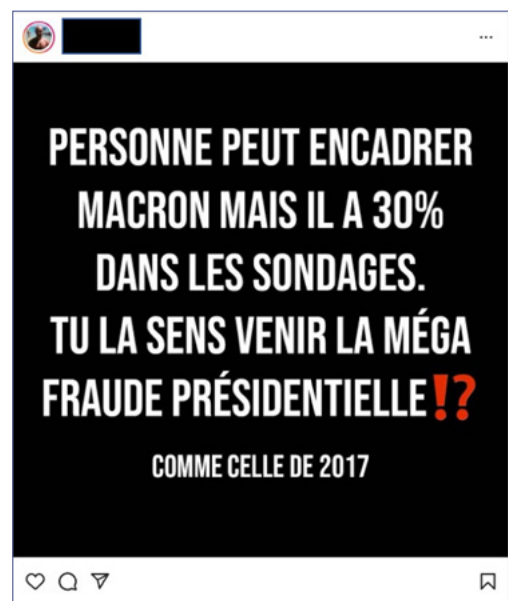 PERSONNE PEUT ENCADRER
MACRON MAIS IL A 30%
DANS LES SONDAGES.
TU LA SENS VENIR LA MÉGA
FRAUDE PRÉSIDENTIELLE⁉️
COMME CELLE DE 2017